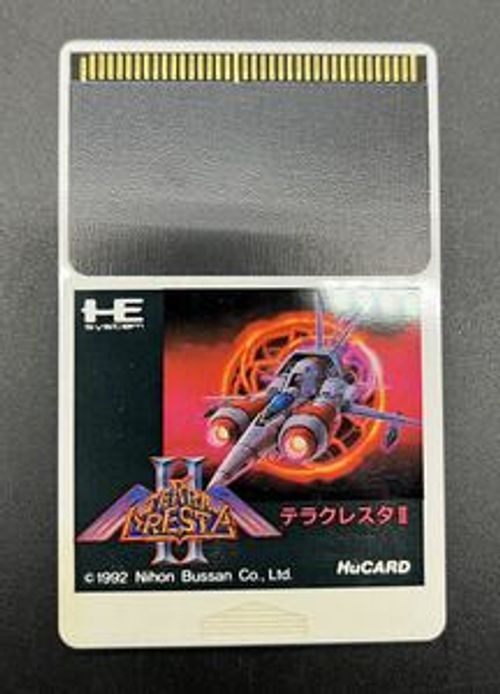 HE
System
II
TERRA
CRESTA
テラクレスタII
©1992 Nihon Bussan Co., Ltd.
HuCARD